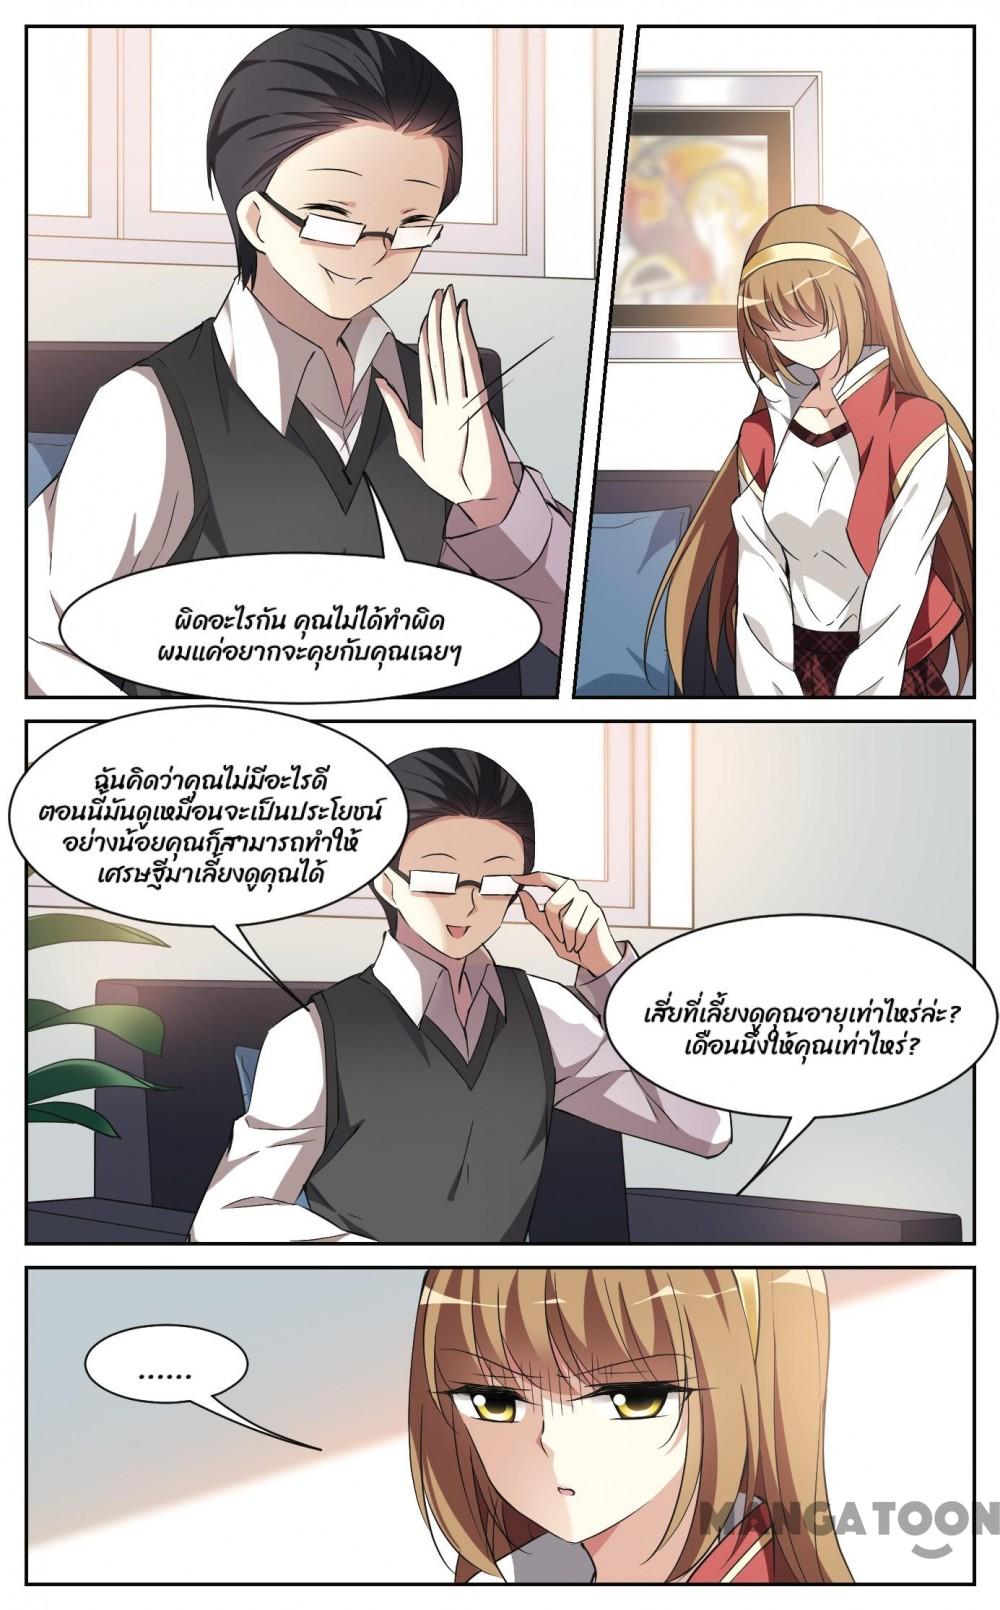 ผิดอะไรกัน คุณไม่ได้ทำผิด
ผมแค่อยากจะคุยกับคุณเฉยๆ
ฉันคิดว่าคุณไม่มีอะไรดี
ตอนนี้มันดูเหมือนจะเป็นประโยชน์
อย่างน้อยคุณก็สามารถทำให้
เศรษฐีมาเลี้ยงดูคุณได้
เสี่ยที่เลี้ยงดูคุณอายุเท่าไหร่ล่ะ?
เดือนนึงให้คุณเท่าไหร่?
......
MANGATOON